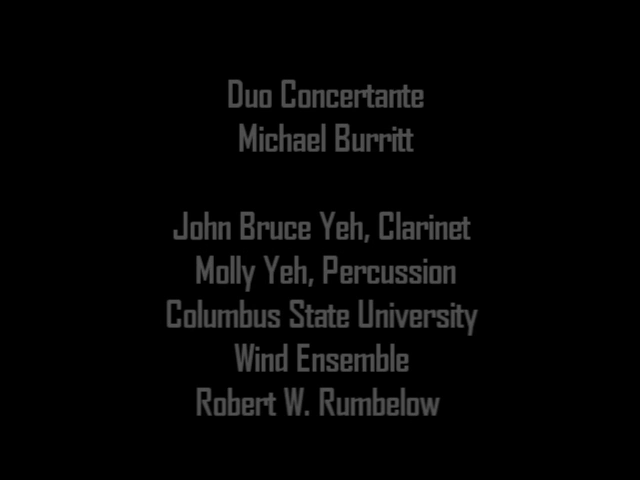 Duo Concertante
Michael Burritt
John Bruce Yeh, Clarinet
Molly Yeh, Percussion
Columbus State University
Wind Ensemble
Robert W. Rumbelow